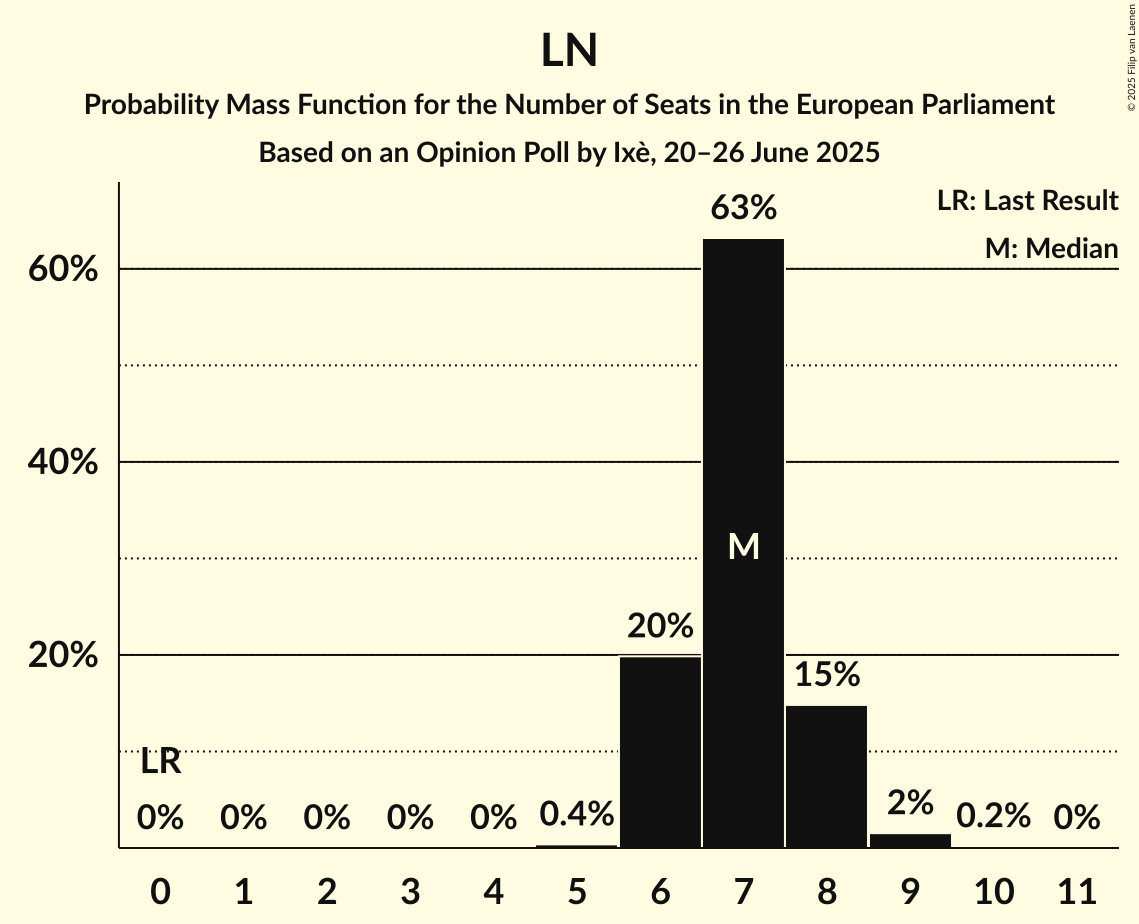 LN
Probability Mass Function for the Number of Seats in the European Parliament
Based on an Opinion Poll by Ixè, 20–26 June 2025
© 2025 Filip van Laenen
LR: Last Result
M: Median
63%
60%
40%
M
20%
20%
15%
LR
0% 0% 0% 0% 0% 0.4% 2% 0.2% 0%
0 1 2 3 4 5 6 7 8 9 10 11